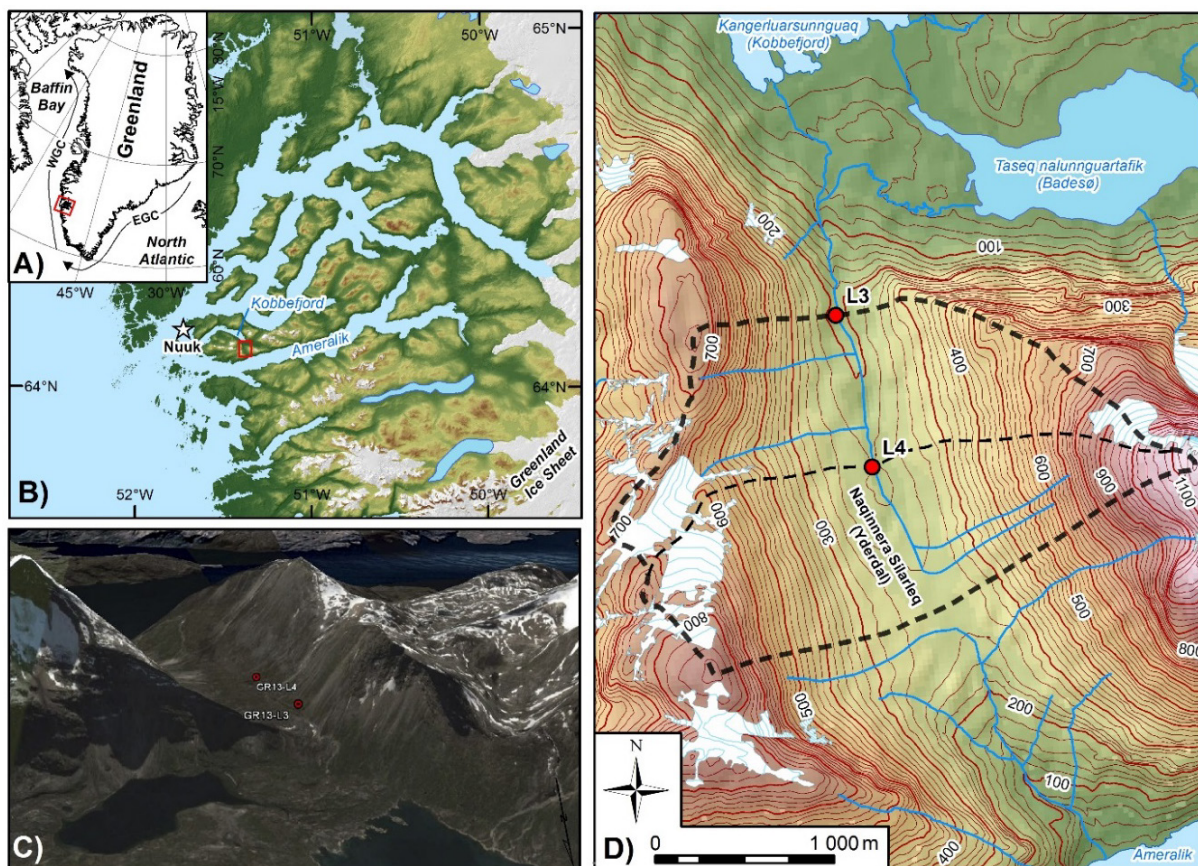 A)
Baffin
Bay
Greenland
WGC
EGC
North
Atlantic
80°N
15°W
70°N
60°N
45°W
30°W
B)
51°W
50°W
65°N
Kobbefjord
Nuuk
Ameralik
64°N
64°N
Greenland
Ice Sheet
52°W
51°W
50°W
C)
GR13-L4
GR13-L3
D)
Kangerluarsunnguaq
(Kobbefjord)
Taseq nalunnguartafik
(Badesø)
200
100
300
L3
400
700
700
L4
600
900
1100
600
700
300
Naqinnera Silarleq
(Yderdal)
500
800
800
500
200
100
400
N
0
1 000 m
Ameralik